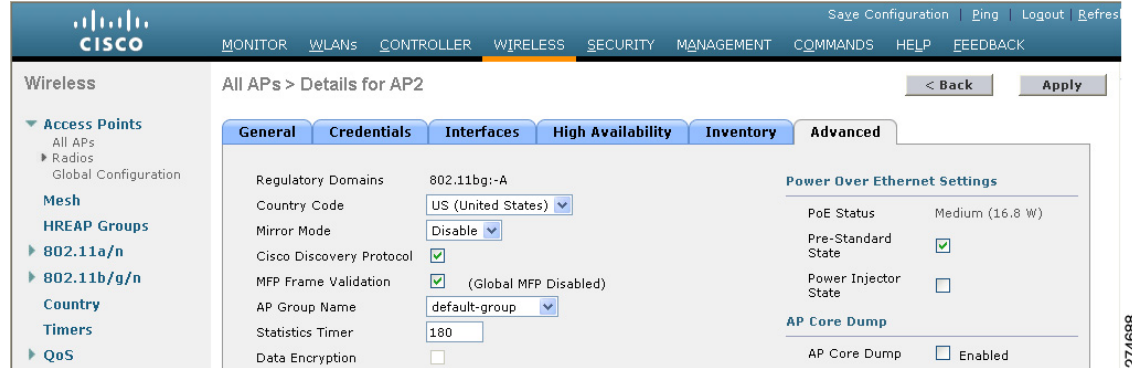 Save Configuration | Ping | Logout | Refres
CISCO
MONITOR WLANs CONTROLLER WIRELESS SECURITY MANAGEMENT COMMANDS HELP FEEDBACK
Wireless
All APs > Details for AP2
< Back
Apply
Access Points
All APs
Radios
Global Configuration
Mesh
HREAP Groups
802.11a/n
802.11b/g/n
Country
Timers
QoS
General Credentials Interfaces High Availability Inventory Advanced
Regulatory Domains 802.11bg:-A
Country Code US (United States)
Mirror Mode Disable
Cisco Discovery Protocol
MFP Frame Validation (Global MFP Disabled)
AP Group Name default-group
Statistics Timer 180
Data Encryption
Power Over Ethernet Settings
PoE Status Medium (16.8 W)
Pre-Standard
State
Power Injector
State
AP Core Dump
AP Core Dump Enabled
274688